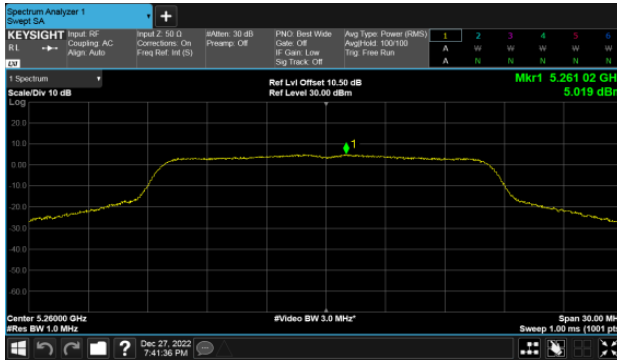 Spectrum Analyzer 1
Swept SA
+
KEYSIGHT Input: RF Input Z: 50 Ω #Atten: 30 dB PNO: Best Wide Avg Type: Power (RMS) 1 2 3 4 5 6
RL Coupling: AC Corrections: On Preamp: Off Gate: Off Avg|Hold: 100/100 A W W W W W
Align: Auto Freq Ref: Int (S) IF Gain: Low Trig: Free Run
Sig Track: Off A N N N N N
LXI
1 Spectrum Ref Lvl Offset 10.50 dB Mkr1 5.261 02 GH
Scale/Div 10 dB Ref Level 30.00 dBm 5.019 dBr
Log
1
20.0
10.0
0.00
-10.0
-20.0
-30.0
-40.0
-50.0
-60.0
Center 5.26000 GHz #Video BW 3.0 MHz* Span 30.00 MH
#Res BW 1.0 MHz Sweep 1.00 ms (1001 pts
? Dec 27, 2022
7:41:36 PM